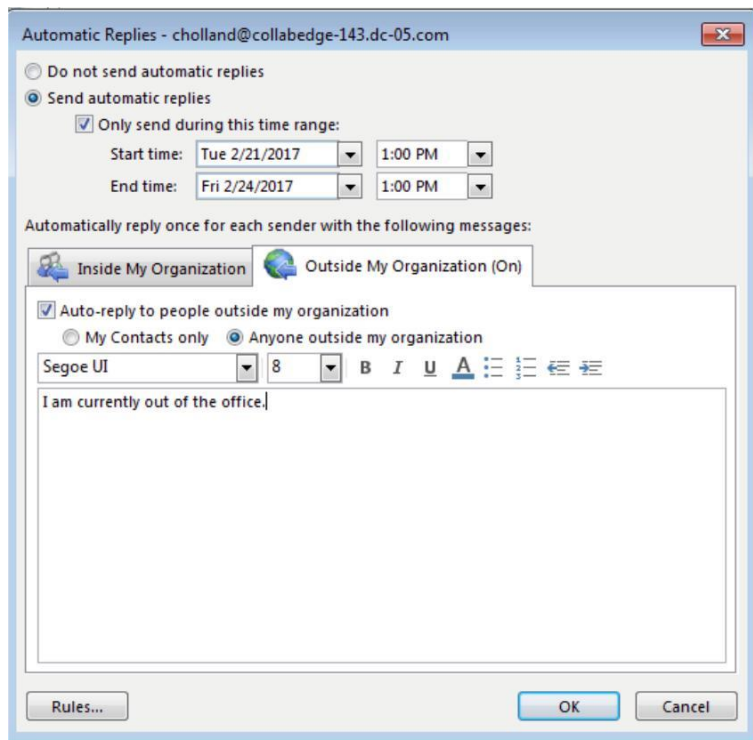 Automatic Replies - cholland@collabedge-143.dc-05.com
Do not send automatic replies
Send automatic replies
Only send during this time range:
Start time: Tue 2/21/2017 1:00 PM
End time: Fri 2/24/2017 1:00 PM
Automatically reply once for each sender with the following messages:
Inside My Organization Outside My Organization (On)
Auto-reply to people outside my organization
My Contacts only Anyone outside my organization
Segoe UI 8 B I U A
I am currently out of the office.
Rules... OK Cancel